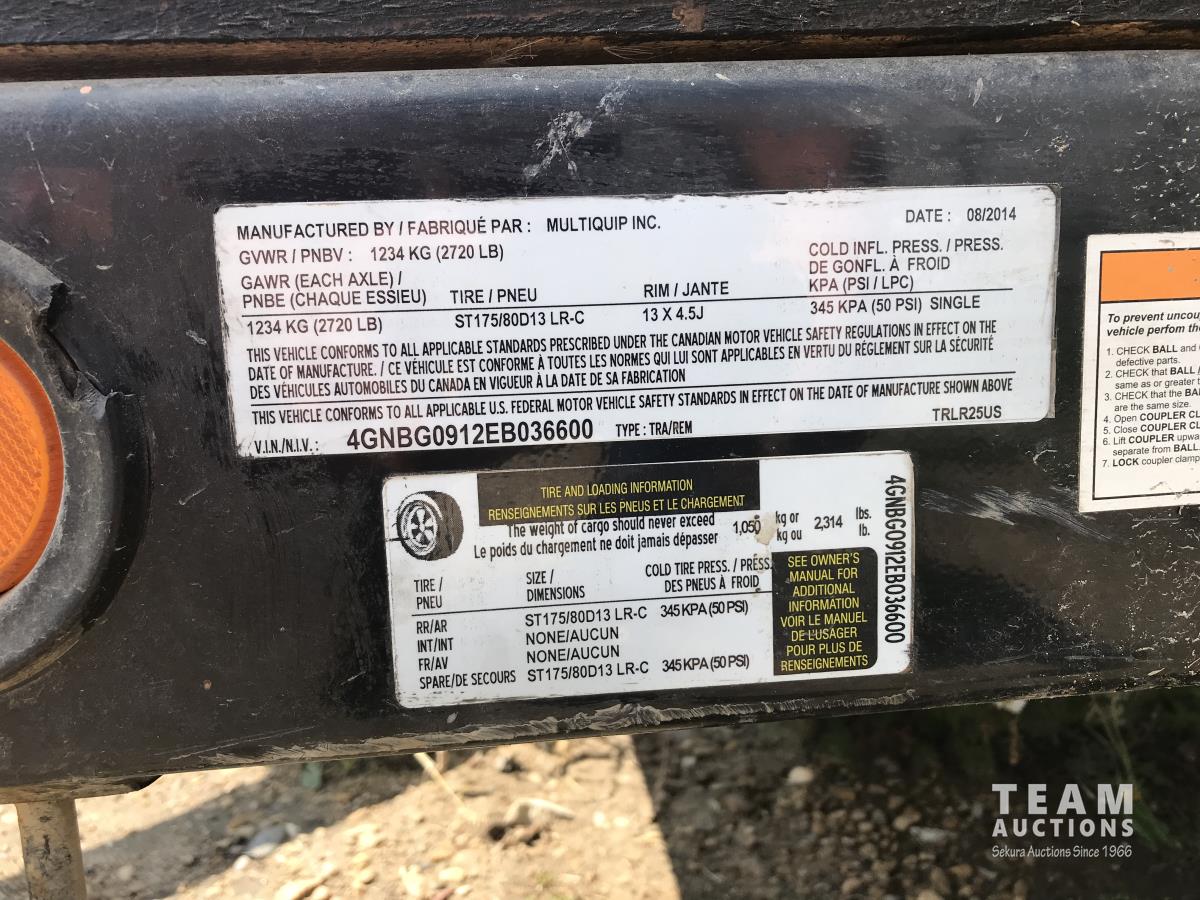 MANUFACTURED BY / FABRIQUÉ PAR : MULTIQUIP INC. DATE : 08/2014
GVWR / PNBV : 1234 KG (2720 LB)
GAWR (EACH AXLE) /
PNBE (CHAQUE ESSIEU) TIRE / PNEU RIM / JANTE
COLD INFL. PRESS. / PRESS.
DE GONFL. À FROID
KPA (PSI / LPC)
1234 KG (2720 LB) ST175/80D13 LR-C 13 X 4.5J 345 KPA (50 PSI) SINGLE
THIS VEHICLE CONFORMS TO ALL APPLICABLE STANDARDS PRESCRIBED UNDER THE CANADIAN MOTOR VEHICLE SAFETY REGULATIONS IN EFFECT ON THE
DATE OF MANUFACTURE. / CE VÉHICULE EST CONFORME À TOUTES LES NORMES QUI LUI SONT APPLICABLES EN VERTU DU RÉGLEMENT SUR LA SÉCURITÉ
DES VÉHICULES AUTOMOBILES DU CANADA EN VIGUEUR À LA DATE DE SA FABRICATION
THIS VEHICLE CONFORMS TO ALL APPLICABLE U.S. FEDERAL MOTOR VEHICLE SAFETY STANDARDS IN EFFECT ON THE DATE OF MANUFACTURE SHOWN ABOVE
V.I.N./N.I.V.: 4GNBG0912EB036600 TYPE : TRA/REM TRLR25US
TIRE AND LOADING INFORMATION
RENSEIGNEMENTS SUR LES PNEUS ET LE CHARGEMENT
The weight of cargo should never exceed 1,050 kg or 2,314 lbs.
Le poids du chargement ne doit jamais dépasser kg ou lb.
TIRE / PNEU
SIZE / DIMENSIONS
COLD TIRE PRESS. / PRESS.
DES PNEUS À FROID
RR/AR ST175/80D13 LR-C 345 KPA (50 PSI)
INT/INT NONE/AUCUN
FR/AV NONE/AUCUN
SPARE/DE SECOURS ST175/80D13 LR-C 345 KPA (50 PSI)
SEE OWNER'S
MANUAL FOR
ADDITIONAL
INFORMATION
VOIR LE MANUEL
DE L'USAGER
POUR PLUS DE
RENSEIGNEMENTS
4GNBG0912EB036600
To prevent
vehicle perfom
1. CHECK BALL and
defective parts.
2. CHECK that BALL
same as or greater
3. CHECK that the
are the same size.
4. Open COUPLER
5. Close COUPLER
6. Lift COUPLER
separate from BALL.
7. LOCK coupler clamp
TEAM
AUCTIONS
Sekura Auctions Since 1966